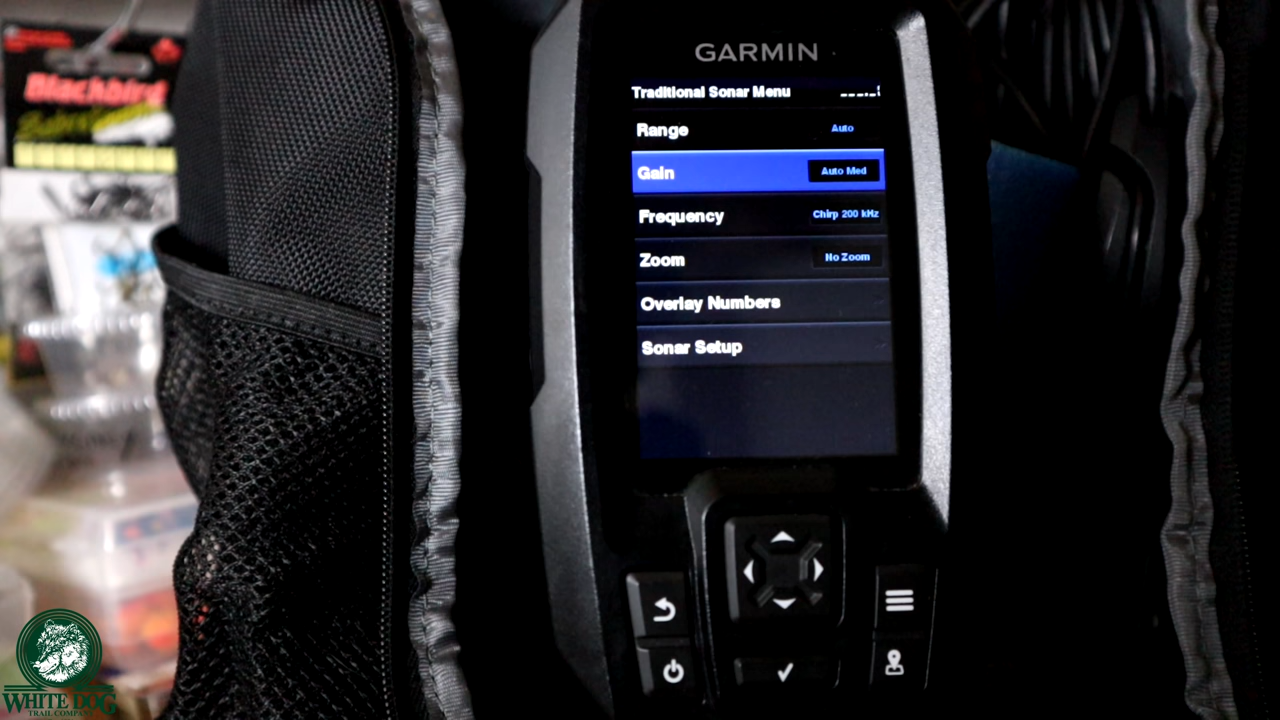 Blackbird
GARMIN
Traditional Sonar Menu
Range
Auto
Gain
Auto Med
Frequency
Chirp 200 kHz
Zoom
No Zoom
Overlay Numbers
Sonar Setup
WHITE DOG
TRAIL COMPANY